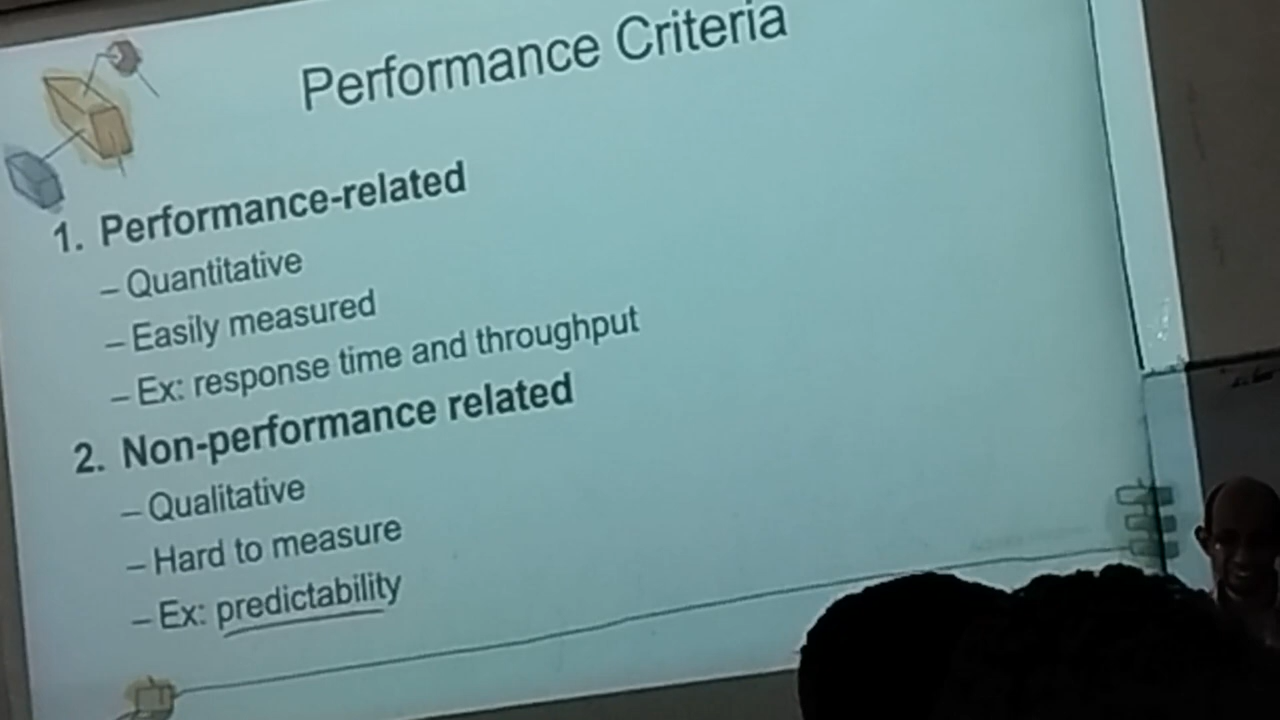 Performance Criteria
1. Performance-related
– Quantitative
– Easily measured
– Ex: response time and throughput
2. Non-performance related
– Qualitative
– Hard to measure
– Ex: predictability